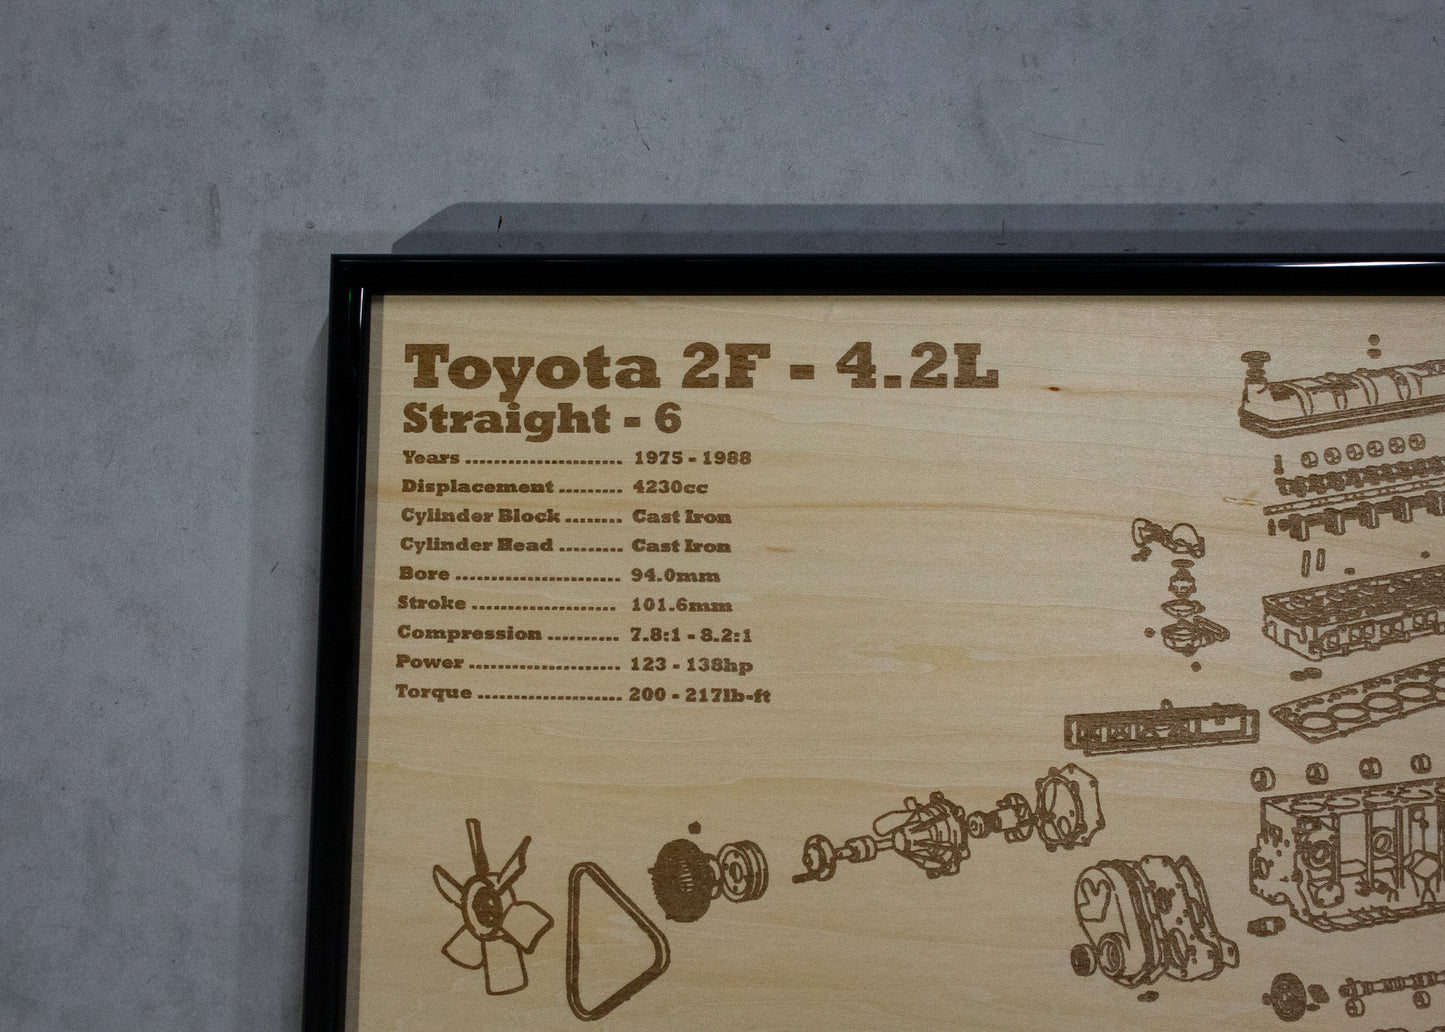 Toyota 2F - 4.2L
Straight - 6
Years ...................... 1975 - 1988
Displacement ......... 4230cc
Cylinder Block ........ Cast Iron
Cylinder Head ......... Cast Iron
Bore ....................... 94.0mm
Stroke .................... 101.6mm
Compression .......... 7.8:1 - 8.2:1
Power ..................... 123 - 138hp
Torque .................... 200 - 217lb-ft